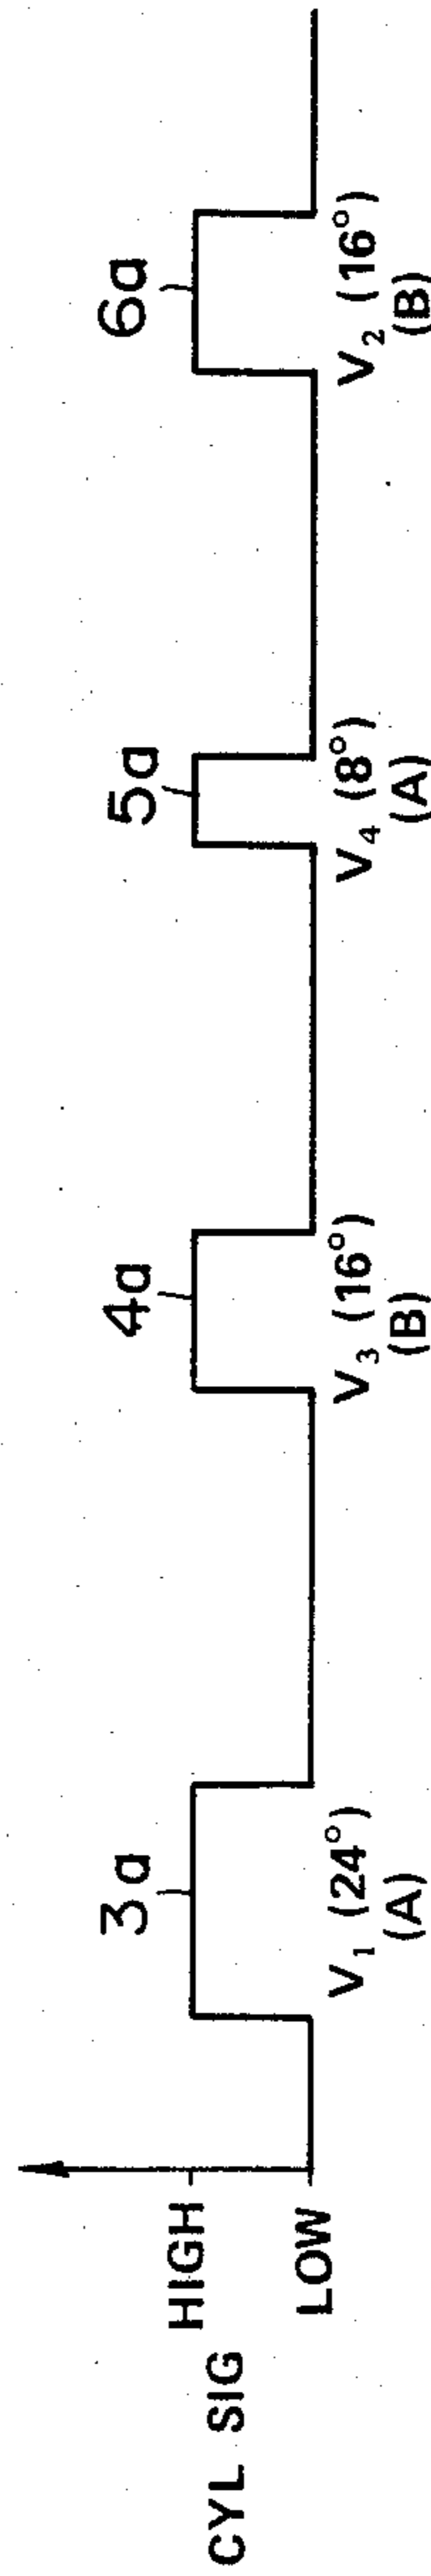 CYL SIG
HIGH
LOW
3a
4a
5a
6a
V₁ (24°)
(A)
V₃ (16°)
(B)
V₄ (8°)
(A)
V₂ (16°)
(B)